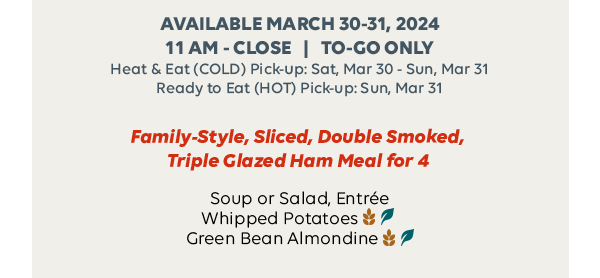 AVAILABLE MARCH 30-31, 2024
11 AM - CLOSE | TO-GO ONLY
Heat & Eat (COLD) Pick-up: Sat, Mar 30 - Sun, Mar 31
Ready to Eat (HOT) Pick-up: Sun, Mar 31
Family-Style, Sliced, Double Smoked,
Triple Glazed Ham Meal for 4
Soup or Salad, Entrée
Whipped Potatoes
Green Bean Almondine